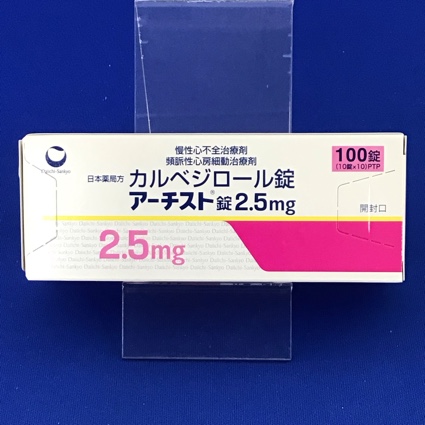 慢性心不全治療剤
頻脈性心房細動治療剤
100錠
(10錠×10)PTP
Daiichi-Sankyo
日本薬局方 カルベジロール錠
アーチスト®錠2.5mg
開封口
2.5mg